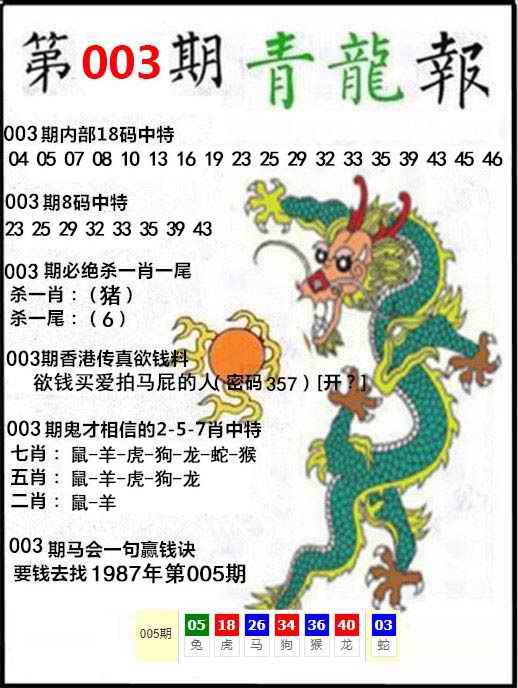 第003期青龍報
003期内部18码中特
04 05 07 08 10 13 16 19 23 25 29 32 33 35 39 43 45 46
003期8码中特
23 25 29 32 33 35 39 43
003 期必绝杀一肖一尾
杀一肖：（猪）
杀一尾：（6）
003期香港传真欲钱料
欲钱买爱拍马屁的人(密码357)[开？]
003期鬼才相信的2-5-7肖中特
七肖：鼠-羊-虎-狗-龙-蛇-猴
五肖：鼠-羊-虎-狗-龙
二肖：鼠-羊
003期马会一句赢钱诀
要钱去找1987年第005期
005期 05 18 26 34 36 40 03
兔 虎 马 狗 猴 龙 蛇